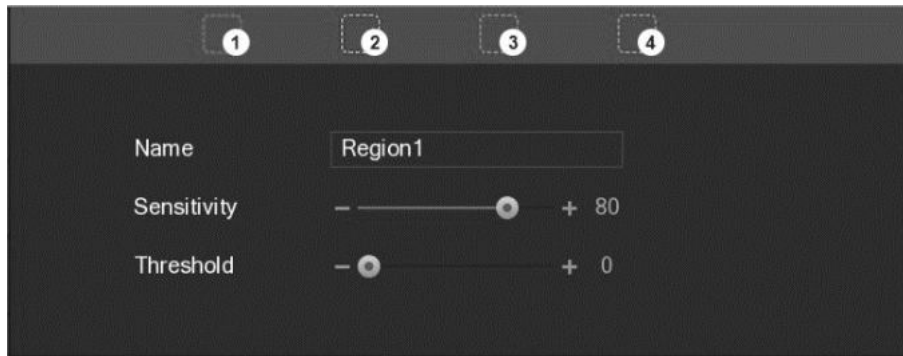 1 2 3 4
Name Region1
Sensitivity − + 80
Threshold − + 0